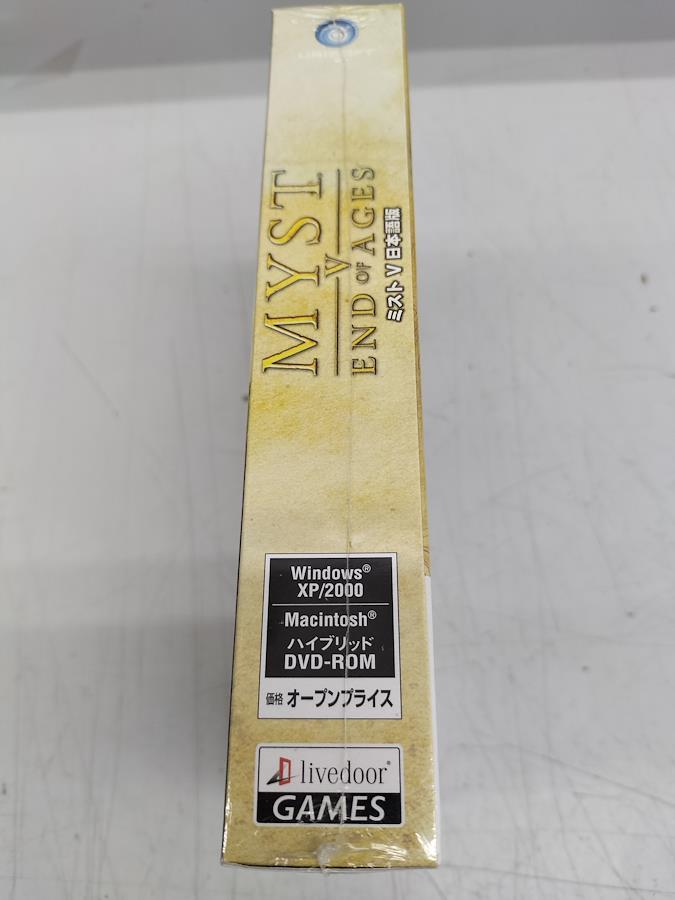 UBISOFT
MYST
V
END OF AGES
ミスト V 日本語版
Windows®
XP/2000
Macintosh®
ハイブリッド
DVD-ROM
価格 オープンプライス
livedoor®
GAMES